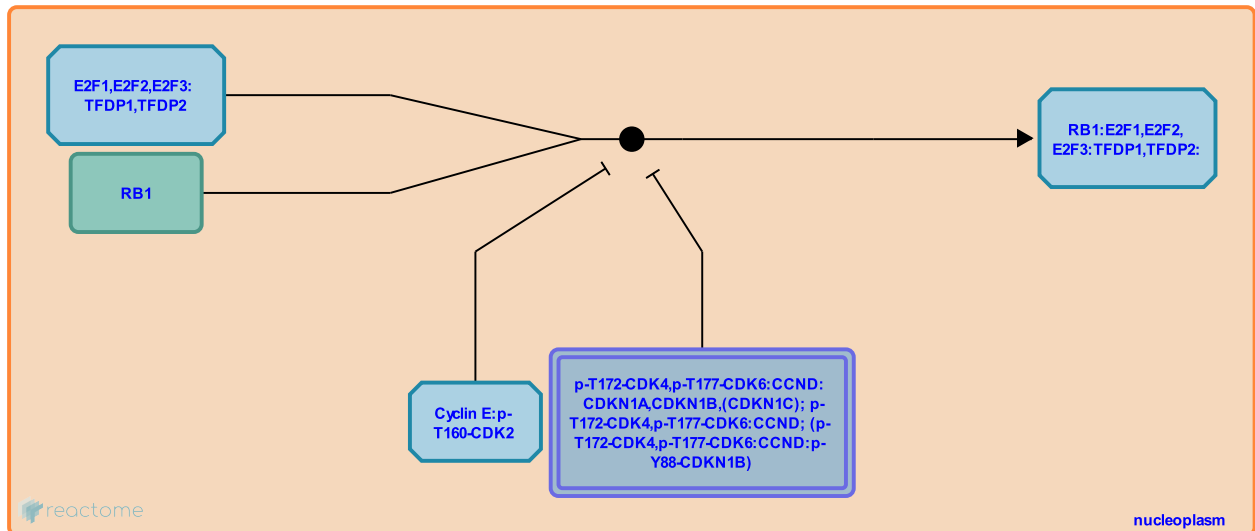 E2F1,E2F2,E2F3:
TFDP1,TFDP2
RB1
RB1:E2F1,E2F2,
E2F3:TFDP1,TFDP2:
Cyclin E:p-
T160-CDK2
p-T172-CDK4,p-T177-CDK6:CCND:
CDKN1A,CDKN1B,(CDKN1C); p-
T172-CDK4,p-T177-CDK6:CCND; (p-
T172-CDK4,p-T177-CDK6:CCND:p-
Y88-CDKN1B)
reactome
nucleoplasm